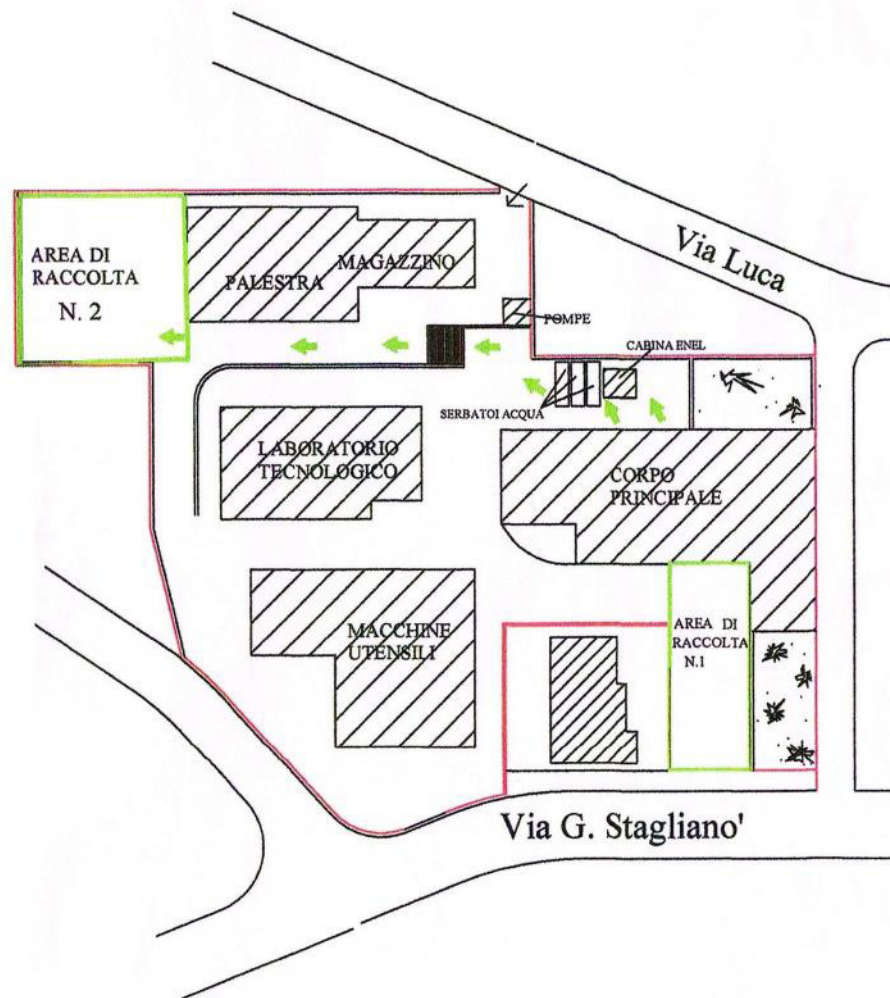 Via Luca
AREA DI
RACCOLTA
N. 2
PALESTRA
MAGAZZINO
POMPE
CABINA ENEL
SERBATOI ACQUA
LABORATORIO
TECNOLOGICO
CORPO
PRINCIPALE
MACCHINE
UTENSILI
AREA DI
RACCOLTA
N.1
Via G. Stagliano'